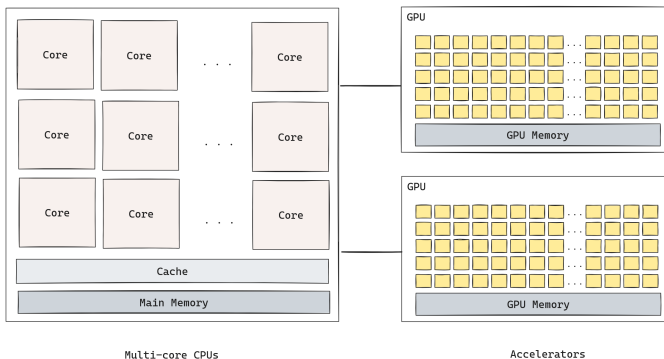 Core Core . . . Core
Core Core . . . Core
Core Core . . . Core
Cache
Main Memory
Multi-core CPUs
GPU
...
...
...
...
...
GPU Memory
GPU
...
...
...
...
...
GPU Memory
Accelerators